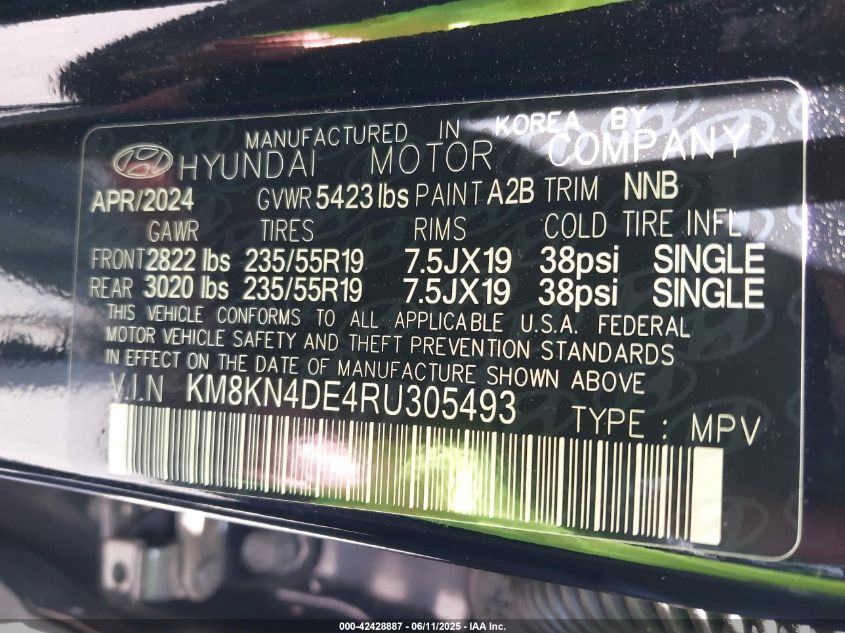 MANUFACTURED IN KOREA BY
HYUNDAI MOTOR COMPANY
APR/2024 GVWR 5423 lbs PAINT A2B TRIM NNB
GAWR TIRES RIMS COLD TIRE INFL
FRONT 2822 lbs 235/55R19 7.5JX19 38psi SINGLE
REAR 3020 lbs 235/55R19 7.5JX19 38psi SINGLE
THIS VEHICLE CONFORMS TO ALL APPLICABLE U.S.A. FEDERAL
MOTOR VEHICLE SAFETY AND THEFT PREVENTION STANDARDS
IN EFFECT ON THE DATE OF MANUFACTURE SHOWN ABOVE
V.I.N KM8KN4DE4RU305493 TYPE : MPV
000-42428887 - 06/11/2025 - IAA Inc.